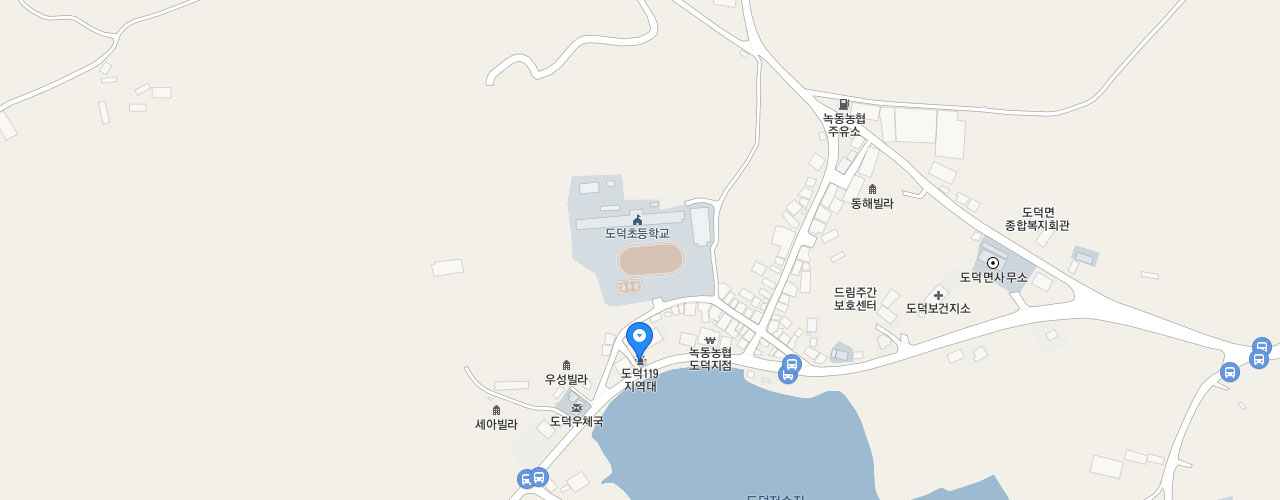 녹동농협
주유소
동해빌라
도덕면
종합복지회관
도덕초등학교
도덕면사무소
드림주간
보호센터
도덕보건지소
녹동농협
도덕지점
도덕119
지역대
우성빌라
도덕우체국
세아빌라